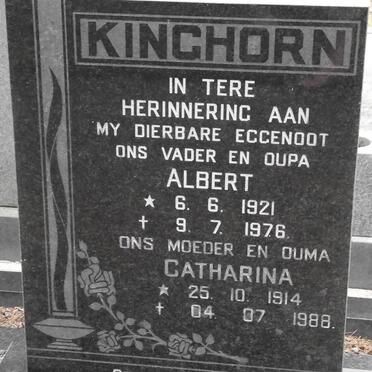 KINGHORN
IN TERE
HERINNERING AAN
MY DIERBARE EGGENOOT
ONS VADER EN OUPA
ALBERT
★ 6. 6. 1921
✝ 9. 7. 1976
ONS MOEDER EN OUMA
CATHARINA
★ 25. 10. 1914
✝ 04. 07. 1988.